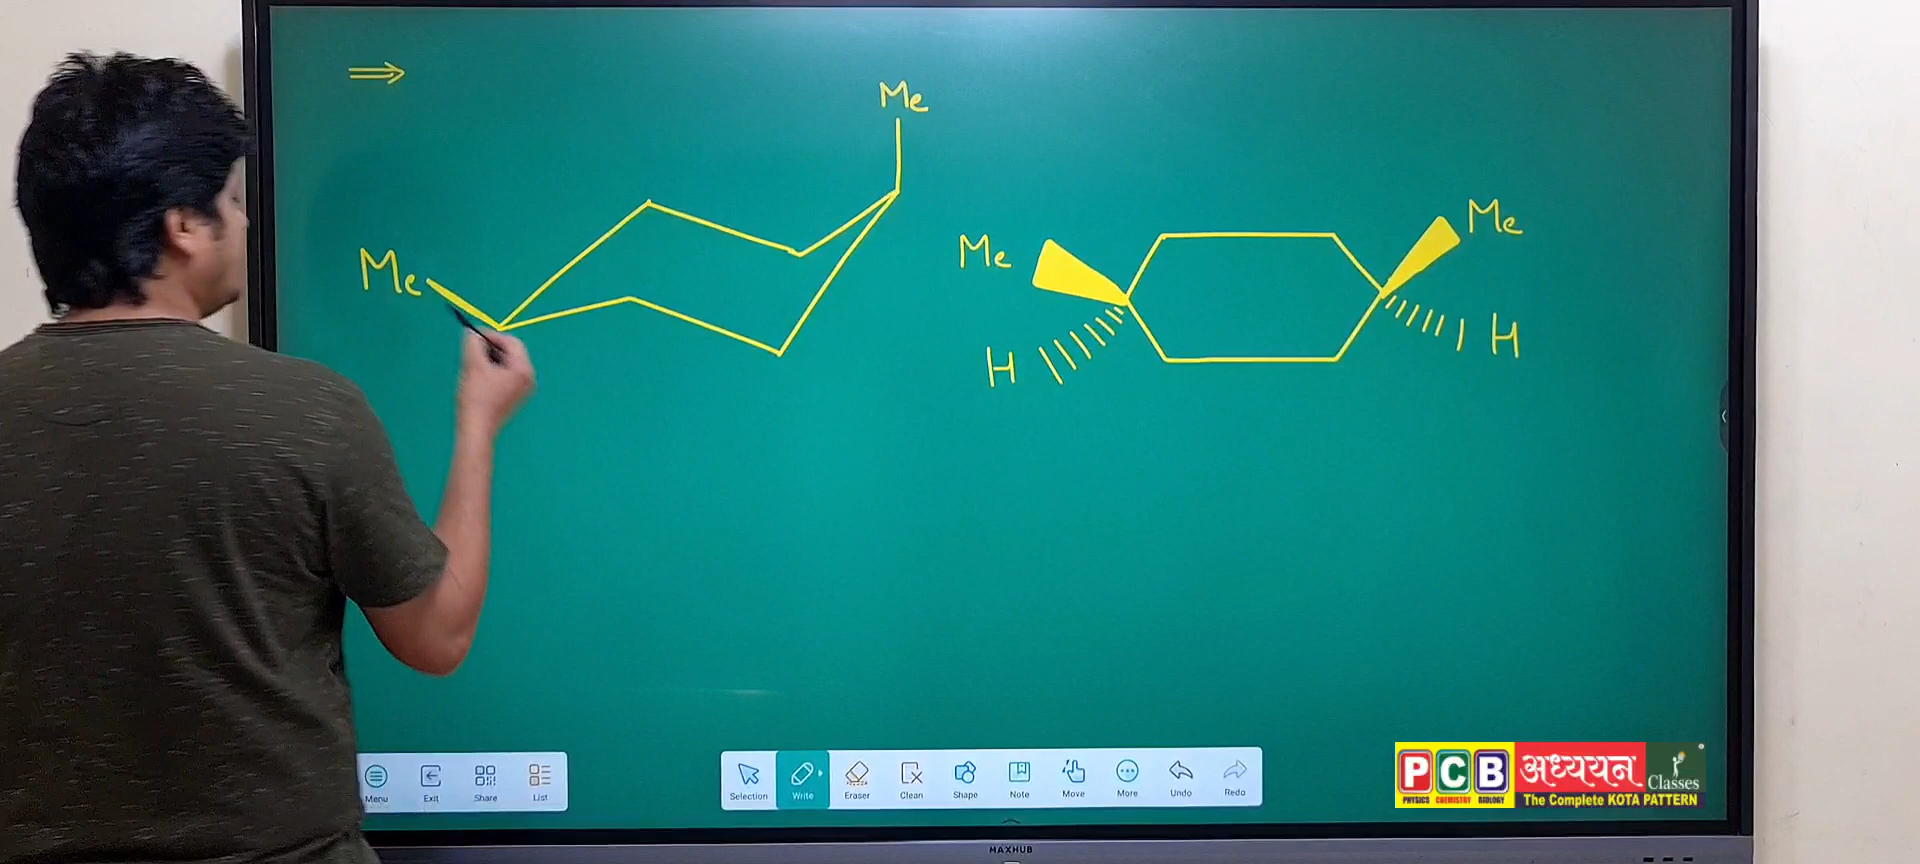 ⇒
Me
Me
Me
Me
H
H
Menu
Exit
Share
List
Selection
Write
Eraser
Clean
Shape
Note
Move
More
Undo
Redo
PCB अध्ययन Classes
PHYSICS CHEMISTRY BIOLOGY The Complete KOTA PATTERN
MAXHUB